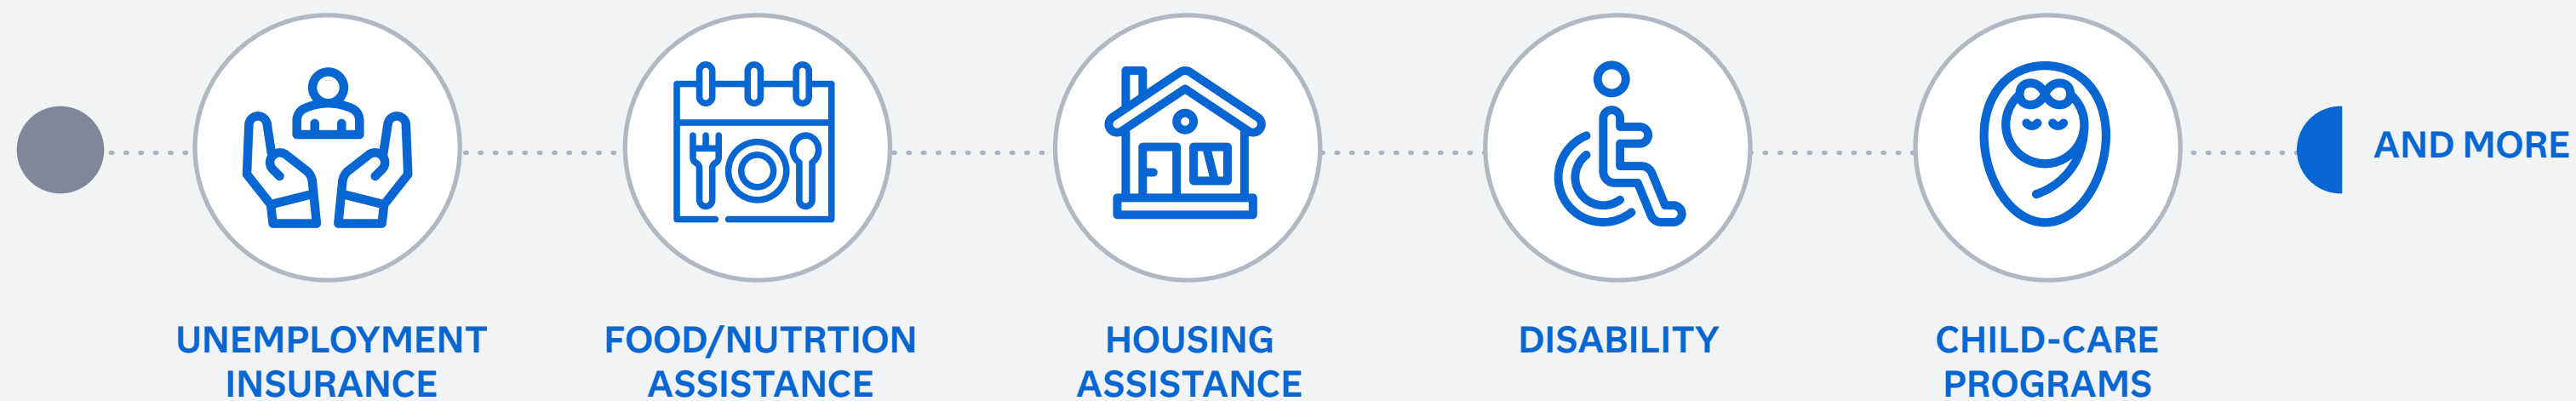 UNEMPLOYMENT
INSURANCE
FOOD/NUTRTION
ASSISTANCE
HOUSING
ASSISTANCE
DISABILITY
CHILD-CARE
PROGRAMS
AND MORE